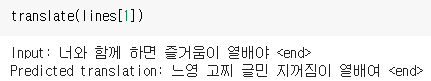 translate(lines[1])
Input: 너와 함께 하면 즐거움이 열배야 <end>
Predicted translation: 느영 고찌 글민 지꺼짐이 열배여 <end>